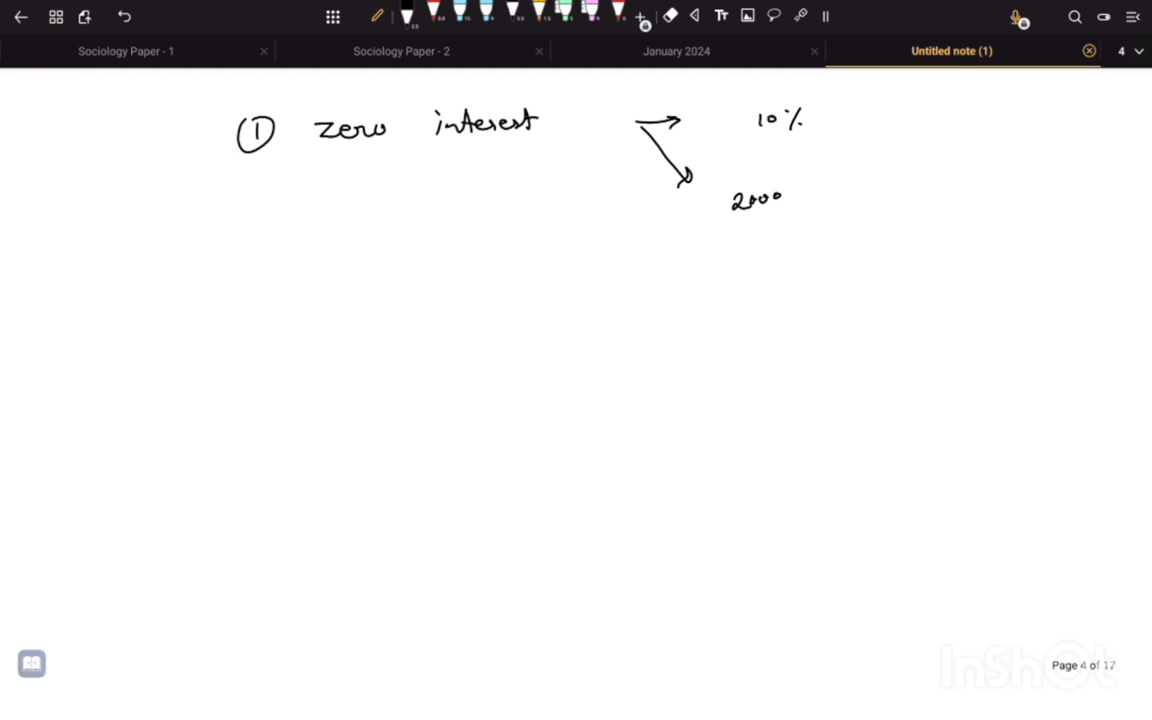 Sociology Paper - 1
Sociology Paper - 2
January 2024
Untitled note (1)
4
① zero interest → 10%
2000
Page 4 of 17
InShOt